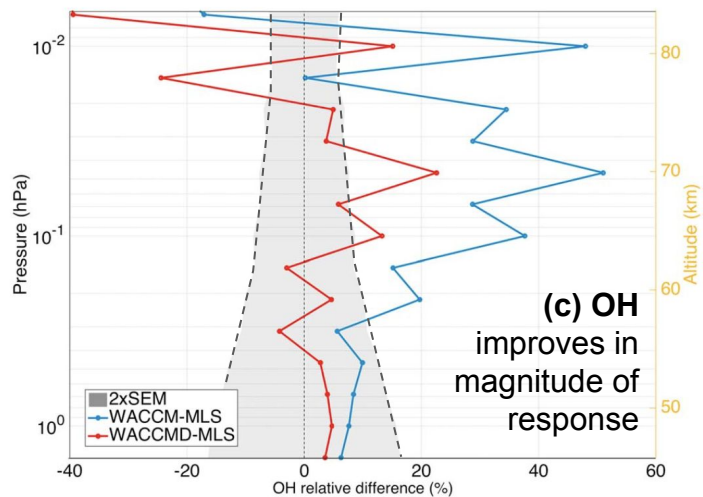 10⁻²
10⁻¹
10⁰
Pressure (hPa)
80
70
60
50
Altitude (km)
(c) OH
improves in
magnitude of
response
2xSEM
WACCM-MLS
WACCMD-MLS
-40 -20 0 20 40 60
OH relative difference (%)